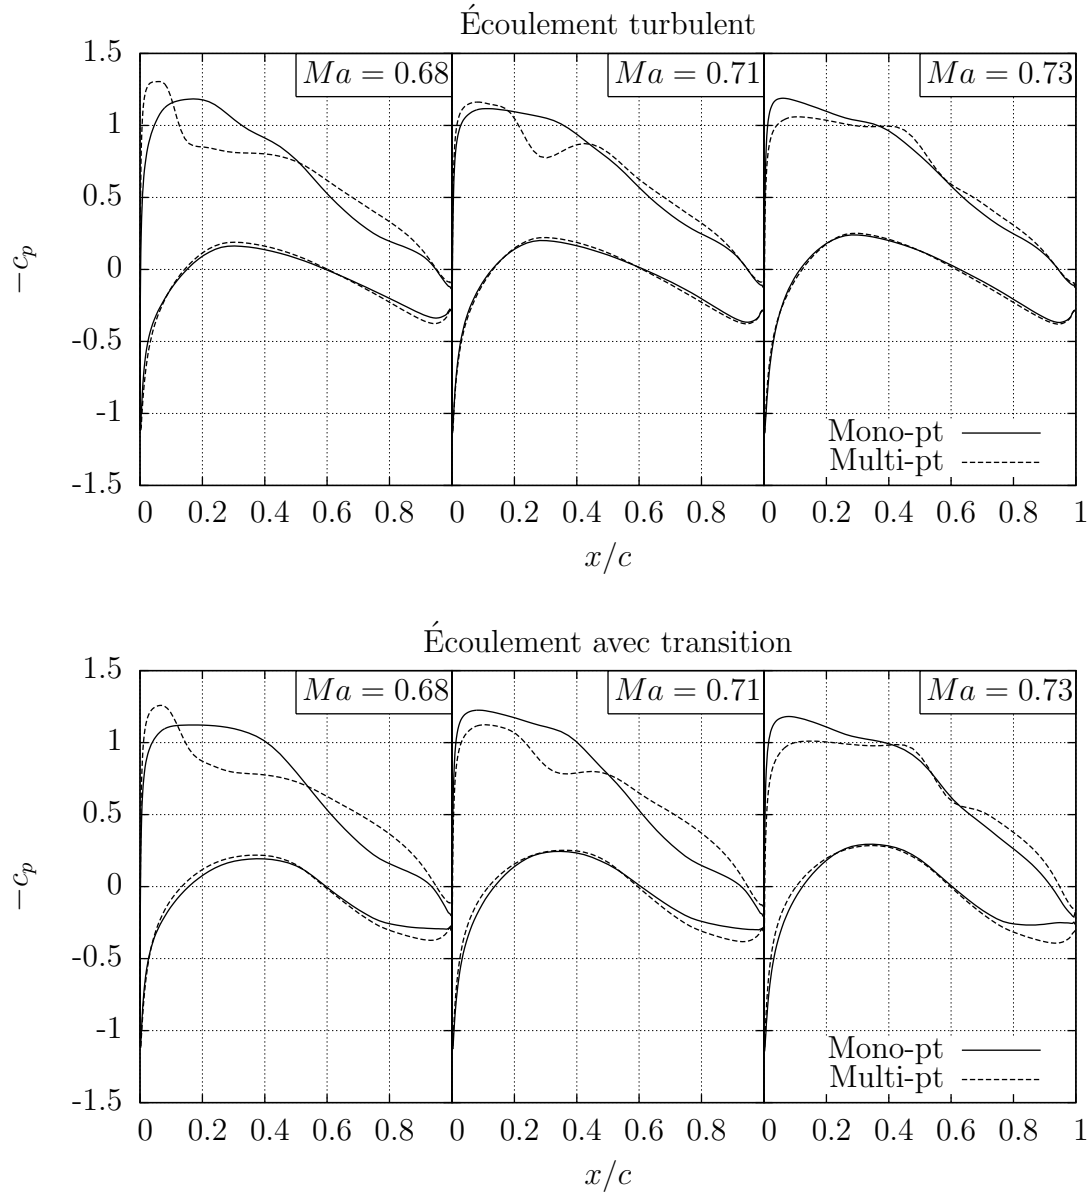 Écoulement turbulent
1.5
1
0.5
0
-0.5
-1
-1.5
−c_p
Ma = 0.68
Ma = 0.71
Ma = 0.73
Mono-pt
Multi-pt
0 0.2 0.4 0.6 0.8 0 0.2 0.4 0.6 0.8 0 0.2 0.4 0.6 0.8 1
x/c
Écoulement avec transition
1.5
1
0.5
0
-0.5
-1
-1.5
−c_p
Ma = 0.68
Ma = 0.71
Ma = 0.73
Mono-pt
Multi-pt
0 0.2 0.4 0.6 0.8 0 0.2 0.4 0.6 0.8 0 0.2 0.4 0.6 0.8 1
x/c